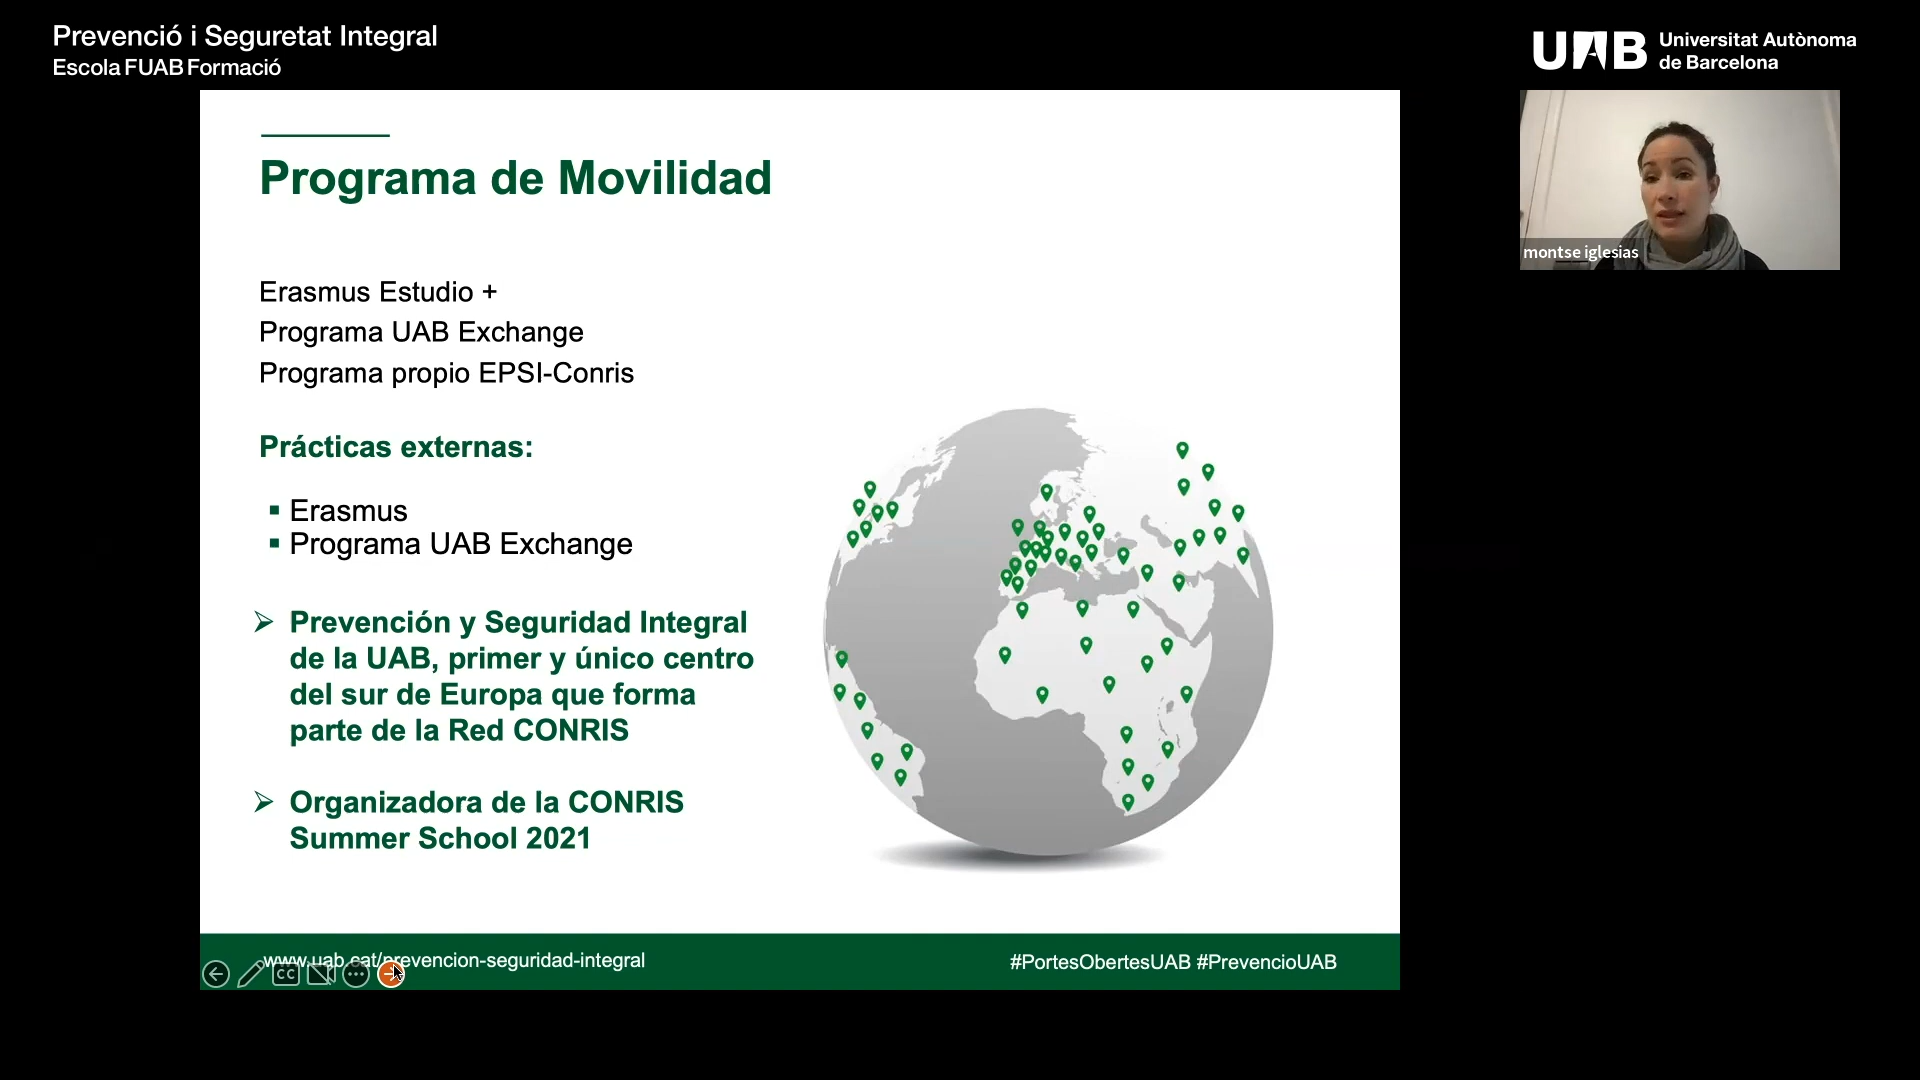 Prevenció i Seguretat Integral
Escola FUAB Formació
UAB
Universitat Autònoma
de Barcelona
montse iglesias
Programa de Movilidad
Erasmus Estudio +
Programa UAB Exchange
Programa propio EPSI-Conris
Prácticas externas:
▪ Erasmus
▪ Programa UAB Exchange
➢ Prevención y Seguridad Integral
de la UAB, primer y único centro
del sur de Europa que forma
parte de la Red CONRIS
➢ Organizadora de la CONRIS
Summer School 2021
www.uab.cat/prevencion-seguridad-integral
CC
#PortesObertesUAB #PrevencioUAB